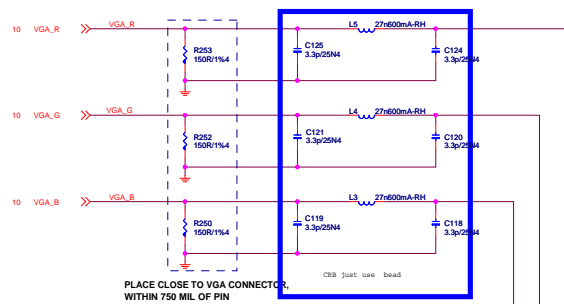 L5 27n600mA-RH
10 VGA_R VGA_R
C125 C124
R253 3.3p/25N4 3.3p/25N4
150R/1%4
L4 27n600mA-RH
10 VGA_G VGA_G
C121 C120
R252 3.3p/25N4 3.3p/25N4
150R/1%4
L3 27n600mA-RH
10 VGA_B VGA_B
C119 C118
R250 3.3p/25N4 3.3p/25N4
150R/1%4
CRB just use bead
PLACE CLOSE TO VGA CONNECTOR,
WITHIN 750 MIL OF PIN